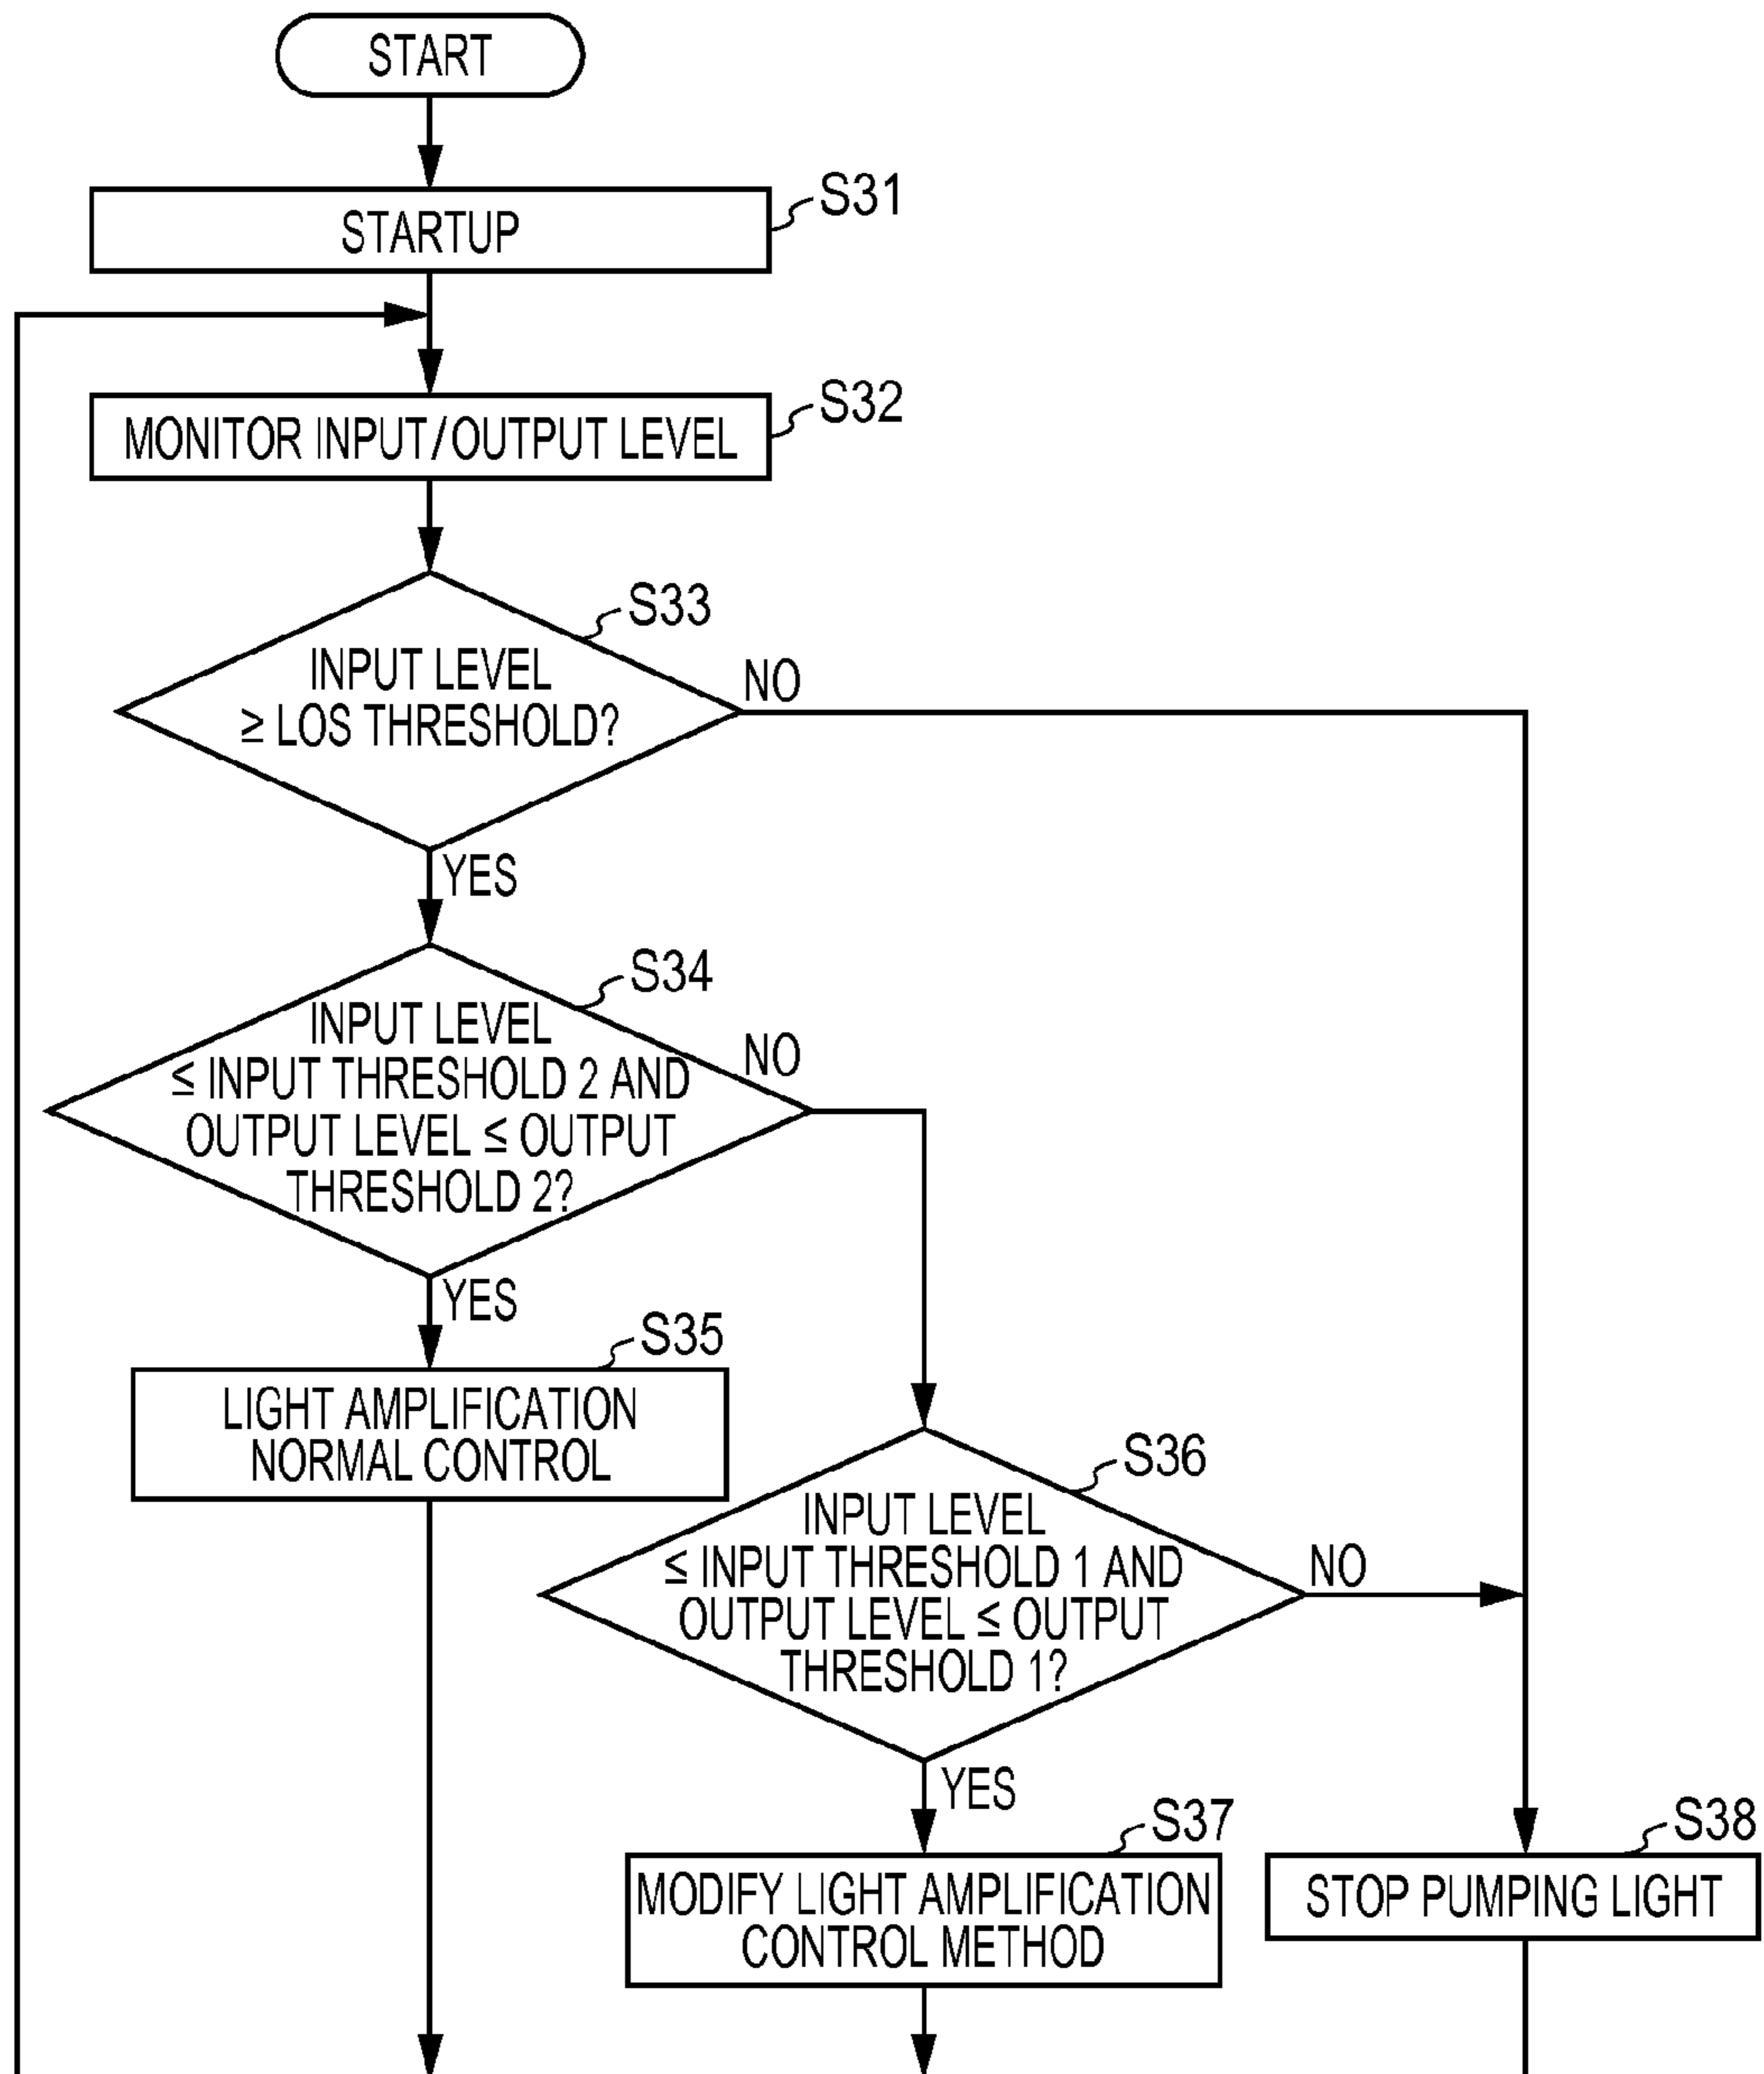 START
STARTUP
S31
MONITOR INPUT/OUTPUT LEVEL
S32
S33
INPUT LEVEL
≥ LOS THRESHOLD?
NO
YES
S34
INPUT LEVEL
≤ INPUT THRESHOLD 2 AND
OUTPUT LEVEL ≤ OUTPUT
THRESHOLD 2?
NO
YES
S35
LIGHT AMPLIFICATION
NORMAL CONTROL
S36
INPUT LEVEL
≤ INPUT THRESHOLD 1 AND
OUTPUT LEVEL ≤ OUTPUT
THRESHOLD 1?
NO
YES
S37
MODIFY LIGHT AMPLIFICATION
CONTROL METHOD
S38
STOP PUMPING LIGHT